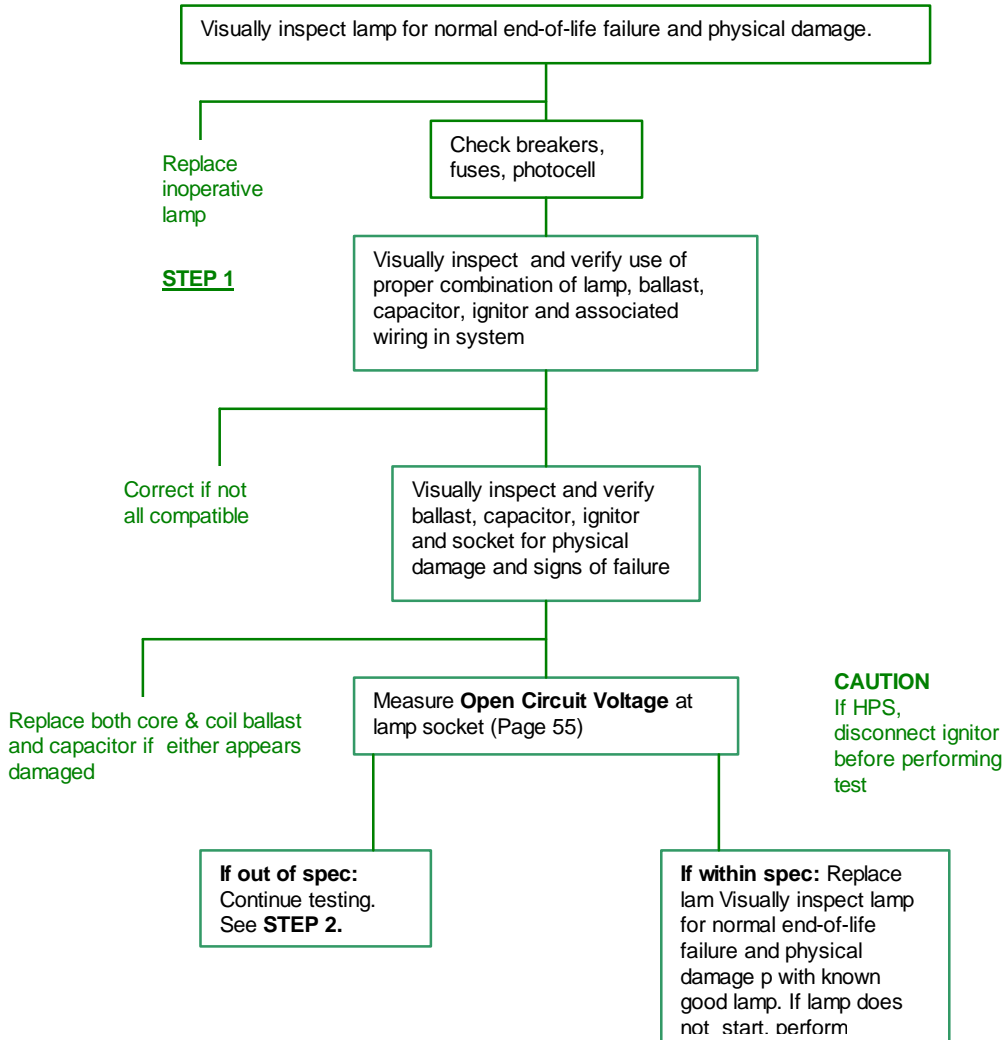 Visually inspect lamp for normal end-of-life failure and physical damage.
Replace
inoperative
lamp
Check breakers,
fuses, photocell
STEP 1
Visually inspect and verify use of
proper combination of lamp, ballast,
capacitor, ignitor and associated
wiring in system
Correct if not
all compatible
Visually inspect and verify
ballast, capacitor, ignitor
and socket for physical
damage and signs of failure
Replace both core & coil ballast
and capacitor if either appears
damaged
Measure Open Circuit Voltage at
lamp socket (Page 55)
CAUTION
If HPS,
disconnect ignitor
before performing
test
If out of spec:
Continue testing.
See STEP 2.
If within spec: Replace
lam Visually inspect lamp
for normal end-of-life
failure and physical
damage p with known
good lamp. If lamp does
not start, perform